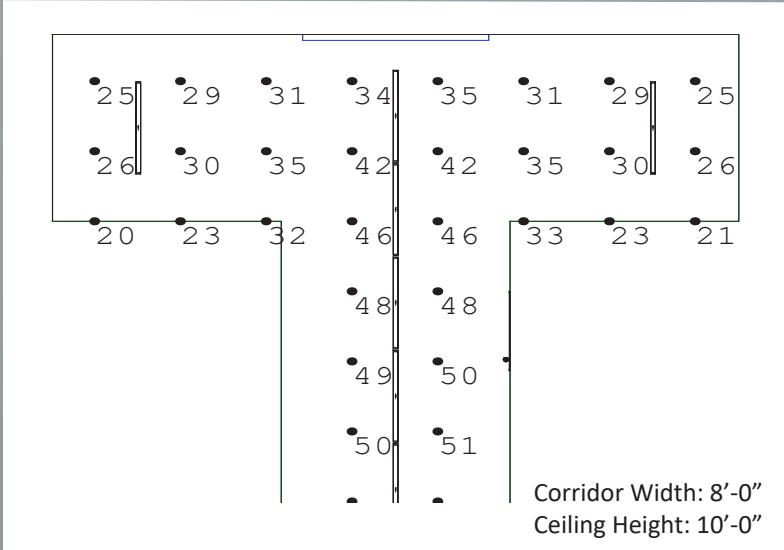 25 29 31 34 35 31 29 25
26 30 35 42 42 35 30 26
20 23 32 46 46 33 23 21
48 48
49 50
50 51
Corridor Width: 8’-0”
Ceiling Height: 10’-0”